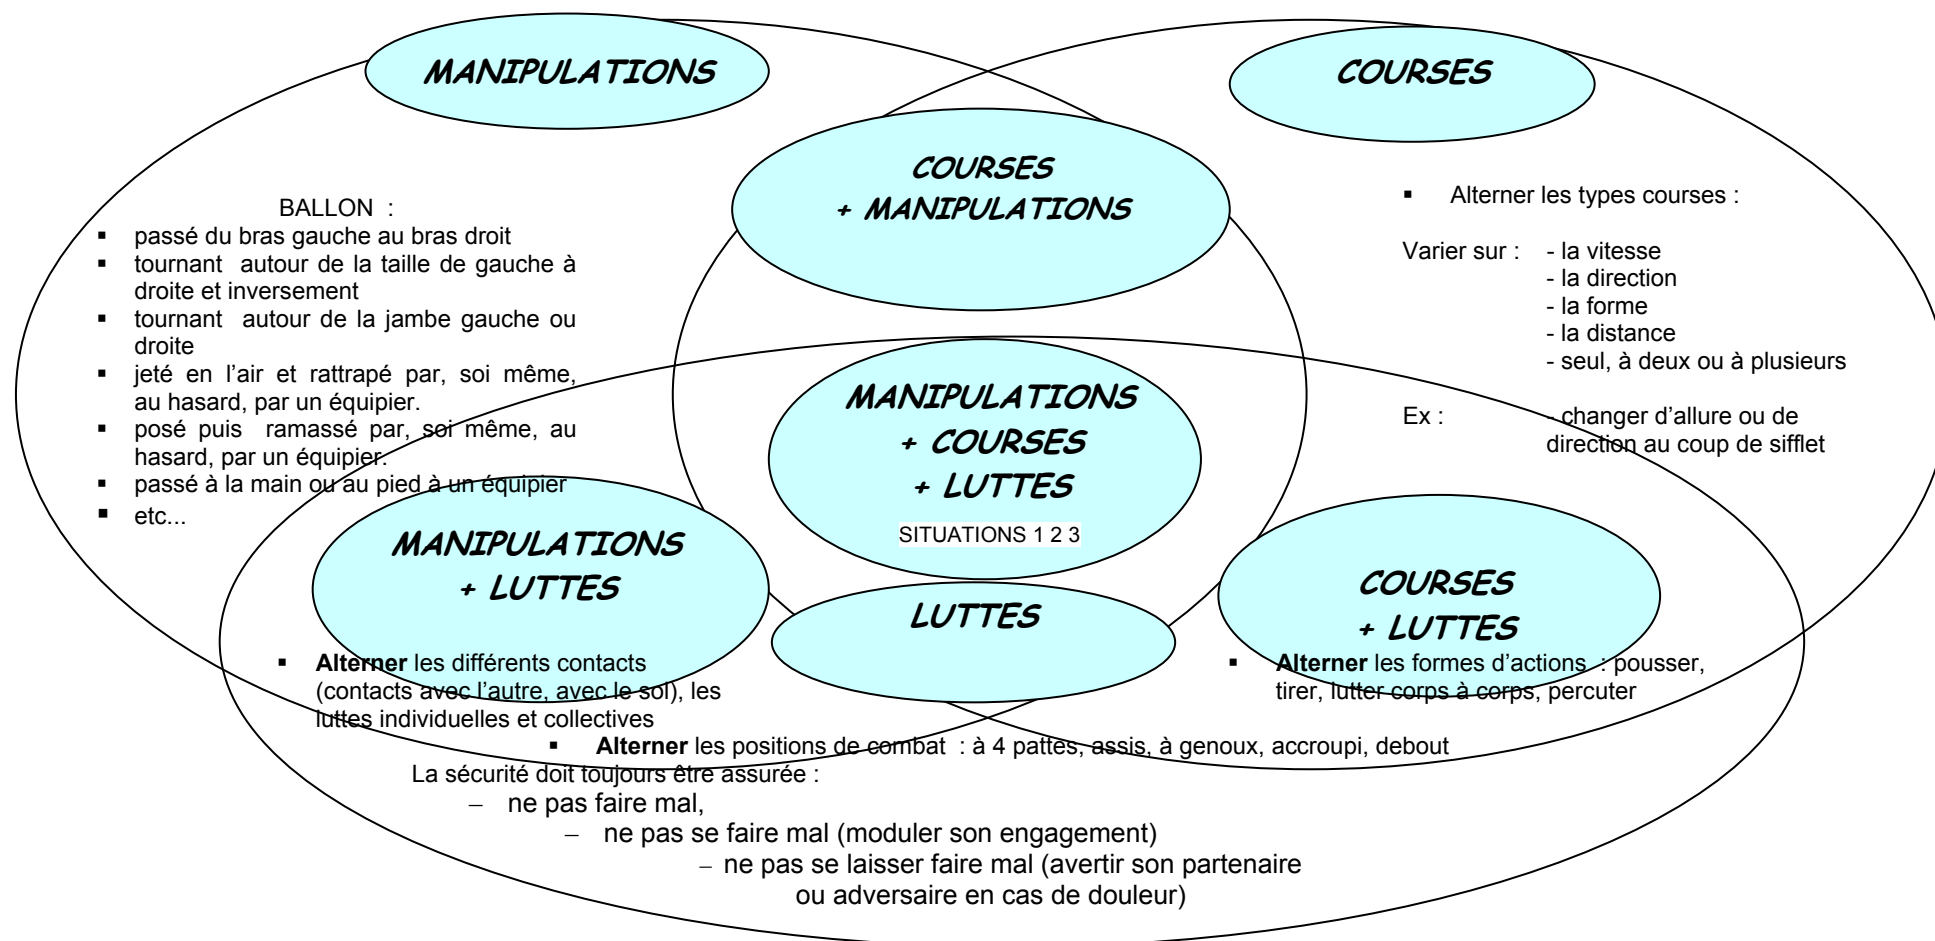 MANIPULATIONS
COURSES
COURSES
+ MANIPULATIONS
BALLON :
▪ passé du bras gauche au bras droit
▪ tournant autour de la taille de gauche à
droite et inversement
▪ tournant autour de la jambe gauche ou
droite
▪ jeté en l'air et rattrapé par, soi même,
au hasard, par un équipier.
▪ posé puis ramassé par, soi même, au
hasard, par un équipier.
▪ passé à la main ou au pied à un équipier
▪ etc...
▪ Alterner les types courses :
Varier sur : - la vitesse
- la direction
- la forme
- la distance
- seul, à deux ou à plusieurs
Ex : - changer d'allure ou de
direction au coup de sifflet
MANIPULATIONS
+ COURSES
+ LUTTES
SITUATIONS 1 2 3
MANIPULATIONS
+ LUTTES
LUTTES
COURSES
+ LUTTES
▪ Alterner les différents contacts
(contacts avec l'autre, avec le sol), les
luttes individuelles et collectives
▪ Alterner les formes d'actions : pousser,
tirer, lutter corps à corps, percuter
▪ Alterner les positions de combat : à 4 pattes, assis, à genoux, accroupi, debout
La sécurité doit toujours être assurée :
– ne pas faire mal,
– ne pas se faire mal (moduler son engagement)
– ne pas se laisser faire mal (avertir son partenaire
ou adversaire en cas de douleur)